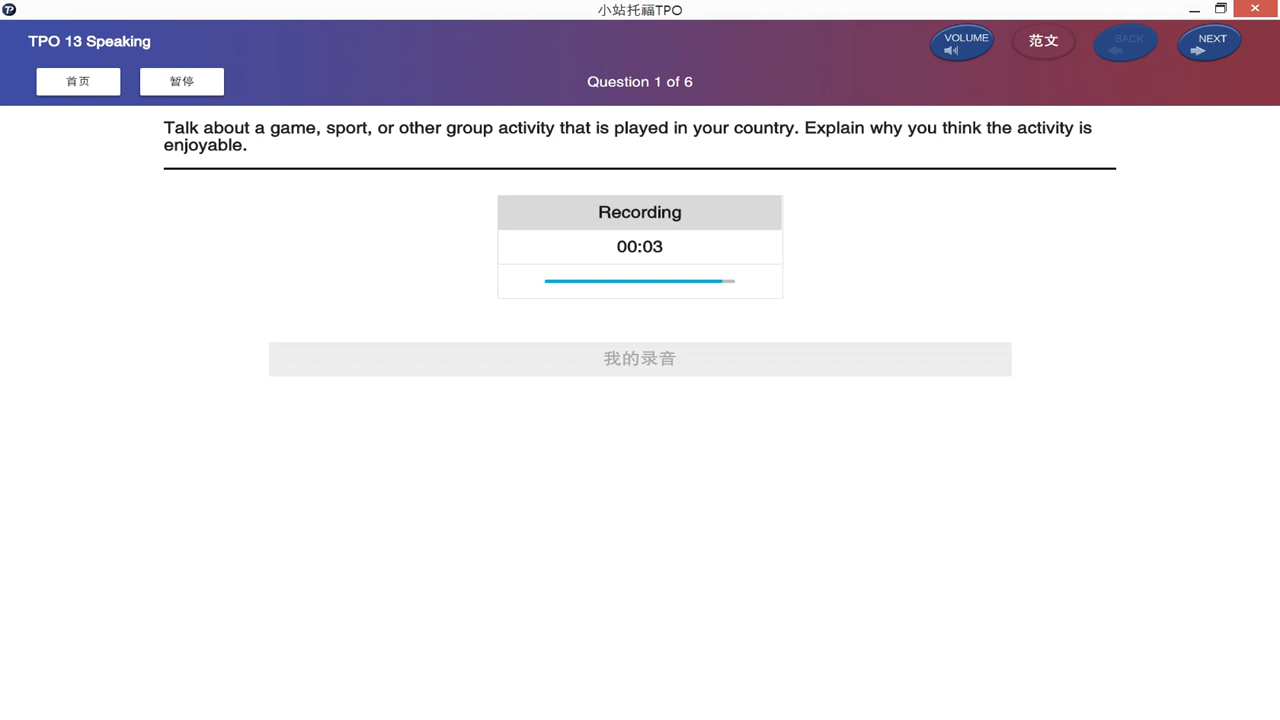 小站托福TPO
TPO 13 Speaking
VOLUME
范文
BACK
NEXT
首页
暂停
Question 1 of 6
Talk about a game, sport, or other group activity that is played in your country. Explain why you think the activity is
enjoyable.
Recording
00:03
我的录音